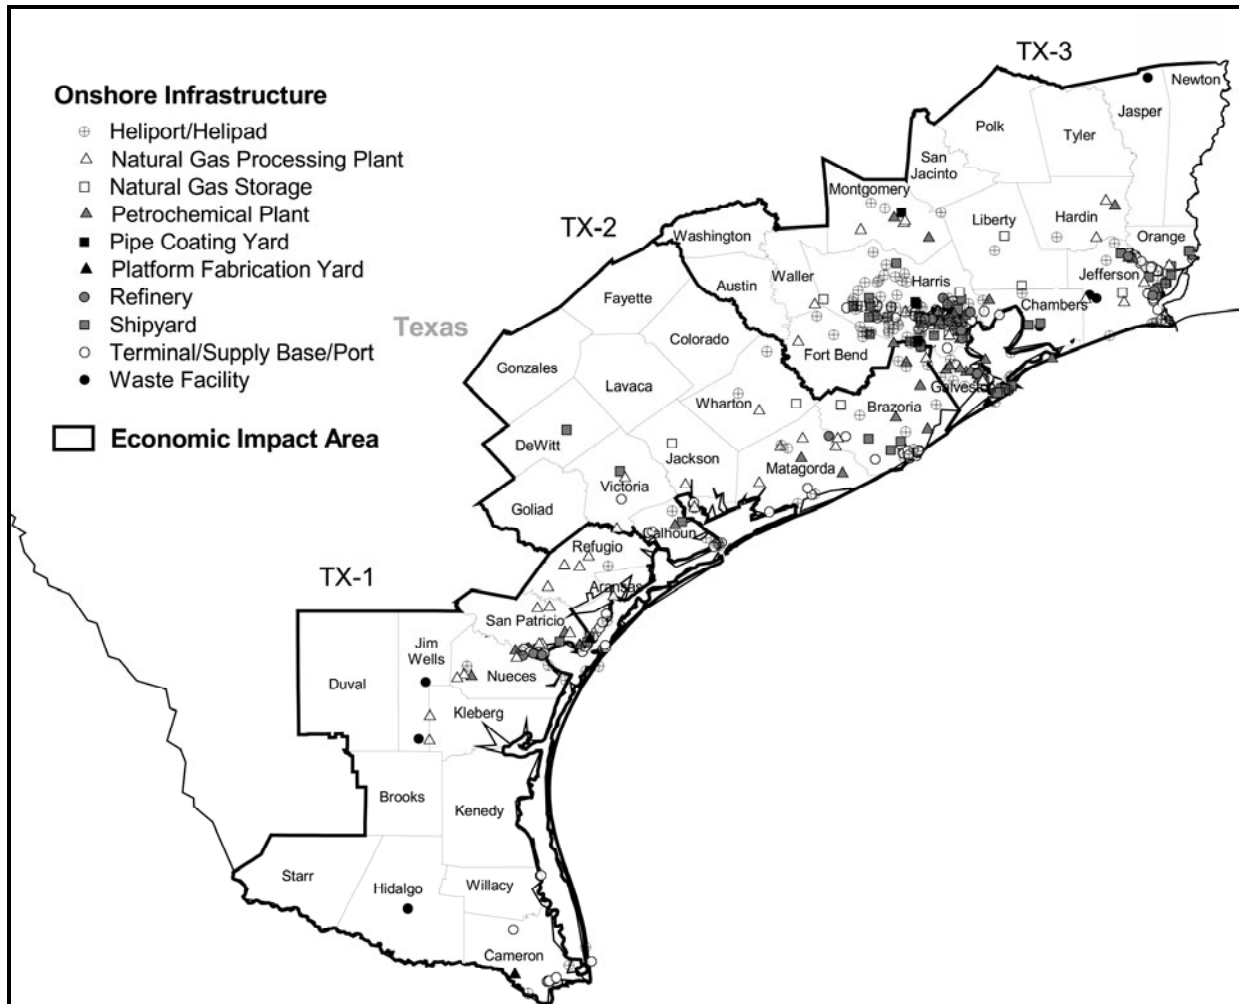 TX-3
Newton
Onshore Infrastructure
Heliport/Helipad
Natural Gas Processing Plant
Natural Gas Storage
Petrochemical Plant
Pipe Coating Yard
Platform Fabrication Yard
Refinery
Shipyard
Terminal/Supply Base/Port
Waste Facility
Economic Impact Area
Jasper
Polk
Tyler
San
Jacinto
Montgomery
Liberty
Hardin
Orange
TX-2
Washington
Waller
Harris
Jefferson
Chambers
Austin
Fayette
Texas
Colorado
Fort Bend
Gonzales
Lavaca
Galveston
Wharton
Brazoria
DeWitt
Jackson
Matagorda
Victoria
Goliad
Calhoun
Refugio
TX-1
Aransas
San Patricio
Jim
Wells
Nueces
Duval
Kleberg
Brooks
Kenedy
Starr
Hidalgo
Willacy
Cameron